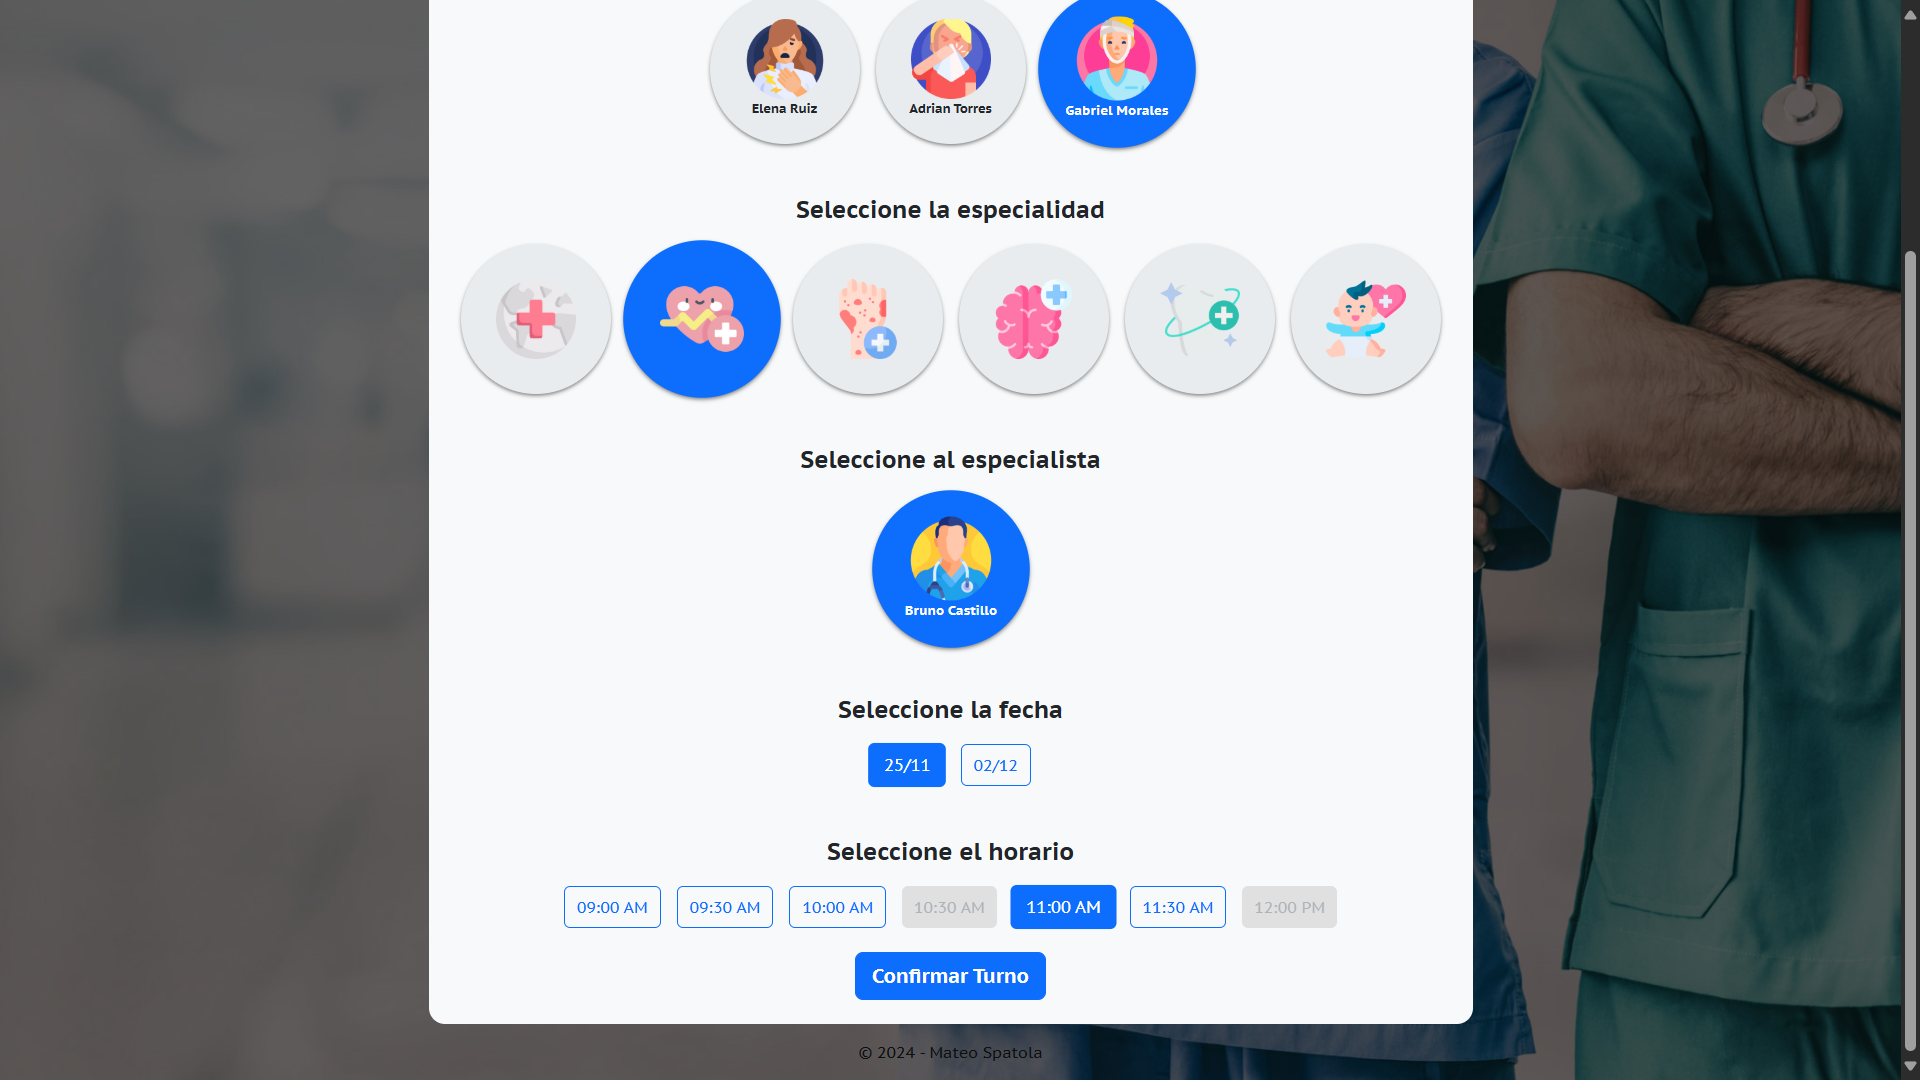 Elena Ruiz
Adrian Torres
Gabriel Morales
Seleccione la especialidad
Seleccione al especialista
Bruno Castillo
Seleccione la fecha
25/11
02/12
Seleccione el horario
09:00 AM
09:30 AM
10:00 AM
10:30 AM
11:00 AM
11:30 AM
12:00 PM
Confirmar Turno
© 2024 - Mateo Spatola